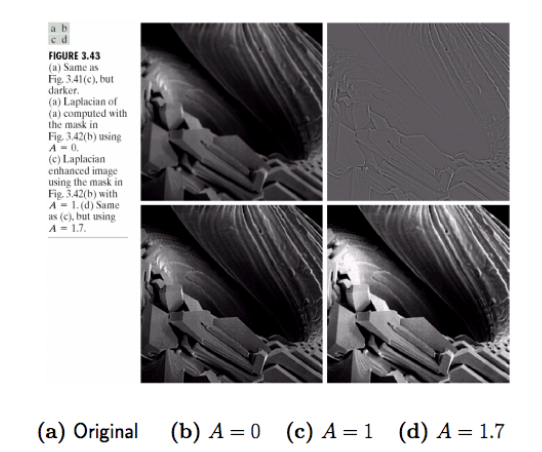 a b
c d
FIGURE 3.43
(a) Same as
Fig. 3.41(c), but
darker.
(a) Laplacian of
(a) computed with
the mask in
Fig. 3.42(b) using
A = 0.
(c) Laplacian
enhanced image
using the mask in
Fig. 3.42(b) with
A = 1. (d) Same
as (c), but using
A = 1.7.
(a) Original (b) A = 0 (c) A = 1 (d) A = 1.7